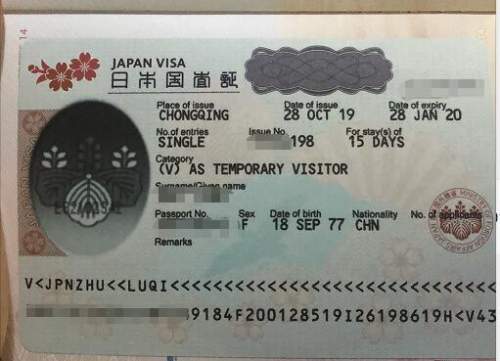 14
JAPAN VISA
日本国査証
Place of issue Date of issue Date of expiry
CHONGQING 28 OCT 19 28 JAN 20
No.of entries Issue No. For stay(s) of
SINGLE 198 15 DAYS
Category
(V) AS TEMPORARY VISITOR
Surname/Given name
Passport No. Sex Date of birth Nationality No. of applicants
F 18 SEP 77 CHN
Remarks
V<JPNZHU<<LUQI<<<<<<<<<<<<<<<<<<<<<<
9184F200128519I26198619H<V43